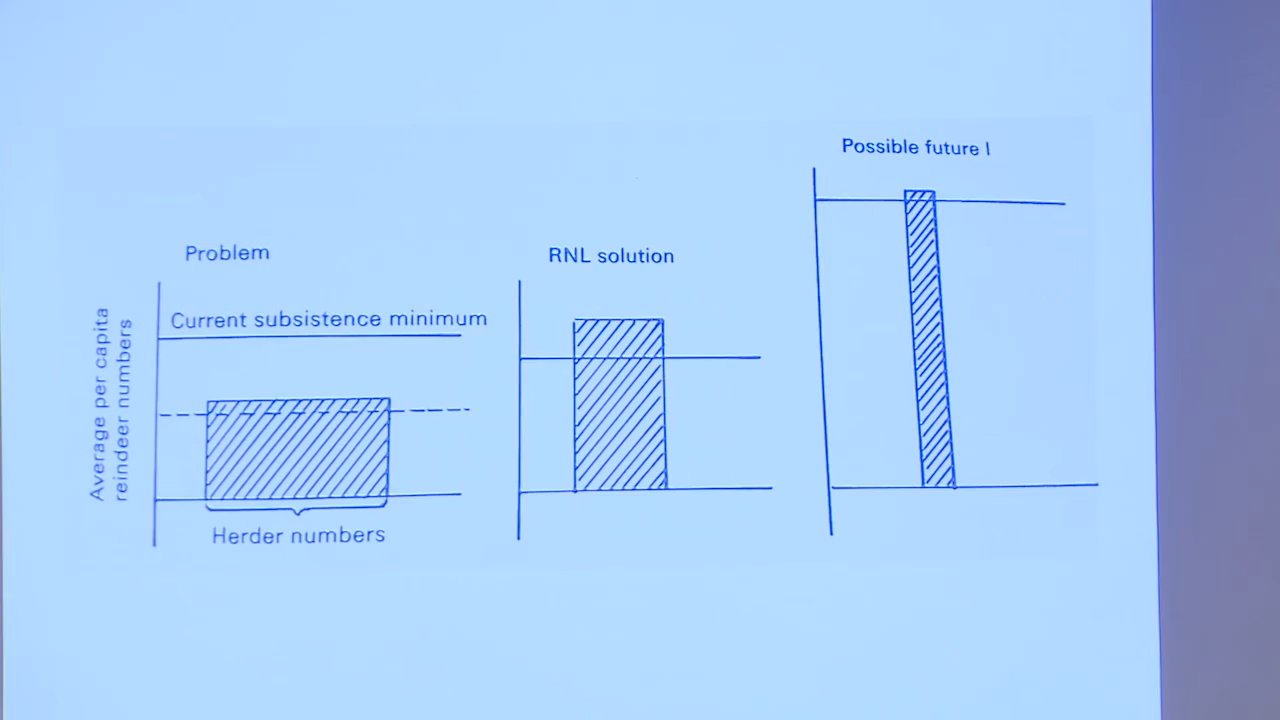 Problem
RNL solution
Possible future I
Current subsistence minimum
Average per capita
reindeer numbers
Herder numbers